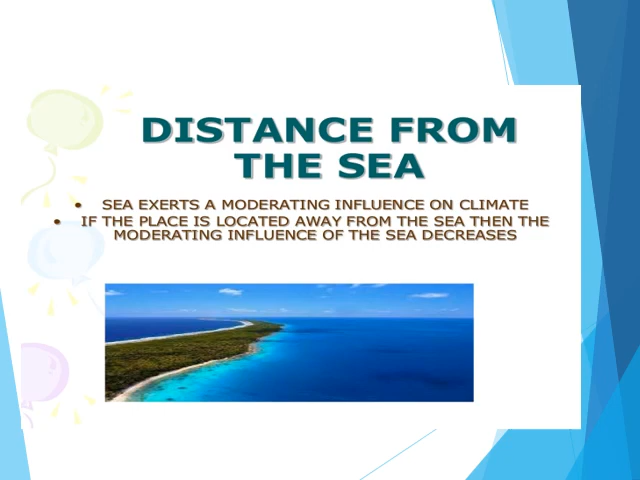 DISTANCE FROM
THE SEA
• SEA EXERTS A MODERATING INFLUENCE ON CLIMATE
• IF THE PLACE IS LOCATED AWAY FROM THE SEA THEN THE
MODERATING INFLUENCE OF THE SEA DECREASES